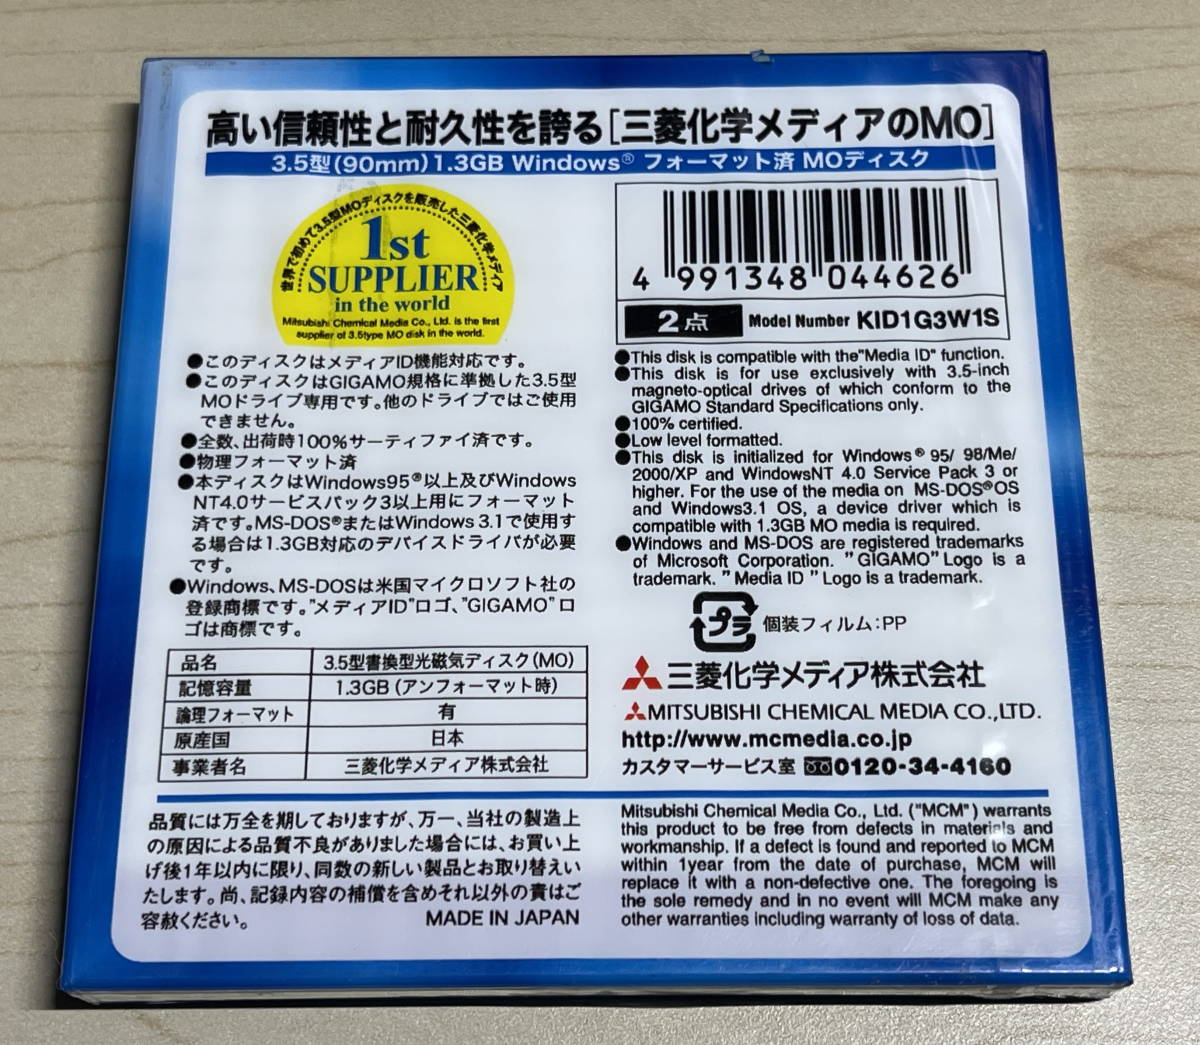 高い信頼性と耐久性を誇る[三菱化学メディアのMO]
3.5型(90mm)1.3GB Windows® フォーマット済 MOディスク
世界で初めて3.5型MOディスクを販売した三菱化学メディア
1st
SUPPLIER
in the world
Mitsubishi Chemical Media Co., Ltd. is the first
supplier of 3.5type MO disk in the world.
4 991348 044626
2点 Model Number KID1G3W1S
●このディスクはメディアID機能対応です。
●このディスクはGIGAMO規格に準拠した3.5型
MOドライブ専用です。他のドライブではご使用
できません。
●全数、出荷時100%サーティファイ済です。
●物理フォーマット済
●本ディスクはWindows95®以上及びWindows
NT4.0サービスパック3以上用にフォーマット
済です。MS-DOS®またはWindows 3.1で使用す
る場合は1.3GB対応のデバイスドライバが必要
です。
●Windows、MS-DOSは米国マイクロソフト社の
登録商標です。"メディアID"ロゴ、"GIGAMO"ロ
ゴは商標です。
●This disk is compatible with the"Media ID" function.
●This disk is for use exclusively with 3.5-inch
magneto-optical drives of which conform to the
GIGAMO Standard Specifications only.
●100% certified.
●Low level formatted.
●This disk is initialized for Windows® 95/ 98/Me/
2000/XP and WindowsNT 4.0 Service Pack 3 or
higher. For the use of the media on MS-DOS®OS
and Windows3.1 OS, a device driver which is
compatible with 1.3GB MO media is required.
●Windows and MS-DOS are registered trademarks
of Microsoft Corporation. "GIGAMO" Logo is a
trademark. "Media ID" Logo is a trademark.
プラ 個装フィルム:PP
品名 3.5型書換型光磁気ディスク(MO)
記憶容量 1.3GB(アンフォーマット時)
論理フォーマット 有
原産国 日本
事業者名 三菱化学メディア株式会社
三菱化学メディア株式会社
MITSUBISHI CHEMICAL MEDIA CO.,LTD.
http://www.mcmedia.co.jp
カスタマーサービス室 0120-34-4160
品質には万全を期しておりますが、万一、当社の製造上
の原因による品質不良がありました場合には、お買い上
げ後1年以内に限り、同数の新しい製品とお取り替えい
たします。尚、記録内容の補償を含めそれ以外の責はご
容赦ください。 MADE IN JAPAN
Mitsubishi Chemical Media Co., Ltd. ("MCM") warrants
this product to be free from defects in materials and
workmanship. If a defect is found and reported to MCM
within 1year from the date of purchase, MCM will
replace it with a non-defective one. The foregoing is
the sole remedy and in no event will MCM make any
other warranties including warranty of loss of data.